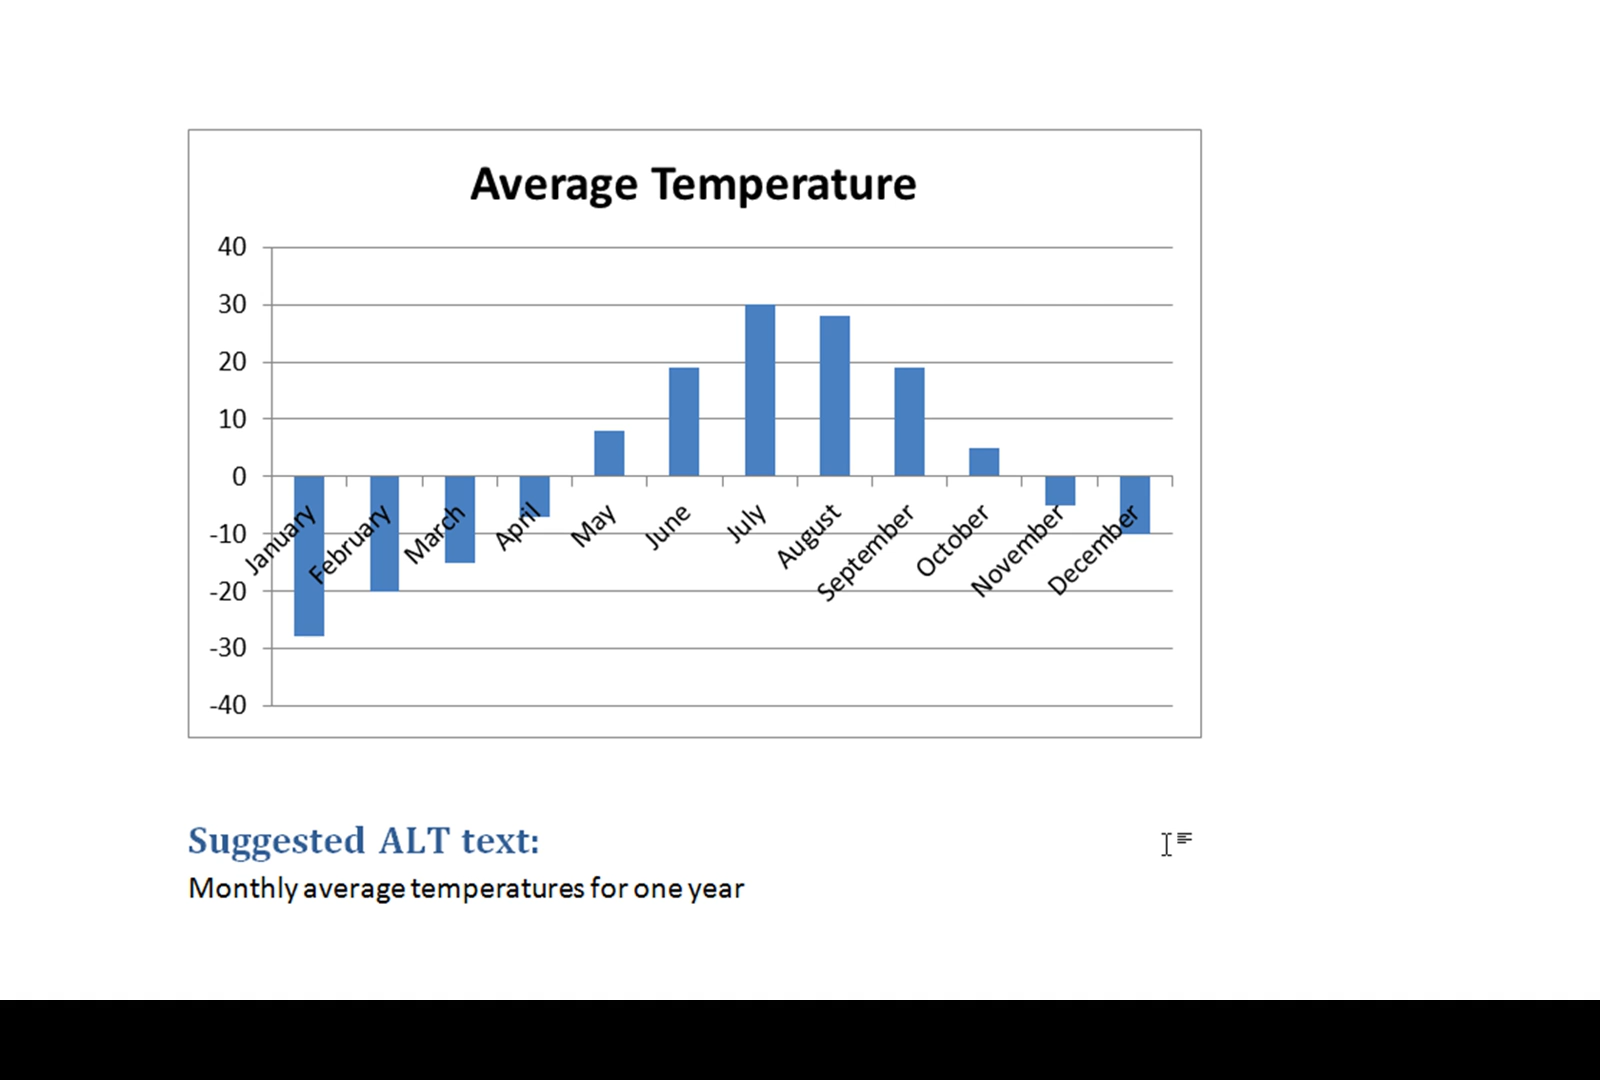 Average Temperature
40
30
20
10
0
-10
-20
-30
-40
January February March April May June July August September October November December
Suggested ALT text:
Monthly average temperatures for one year